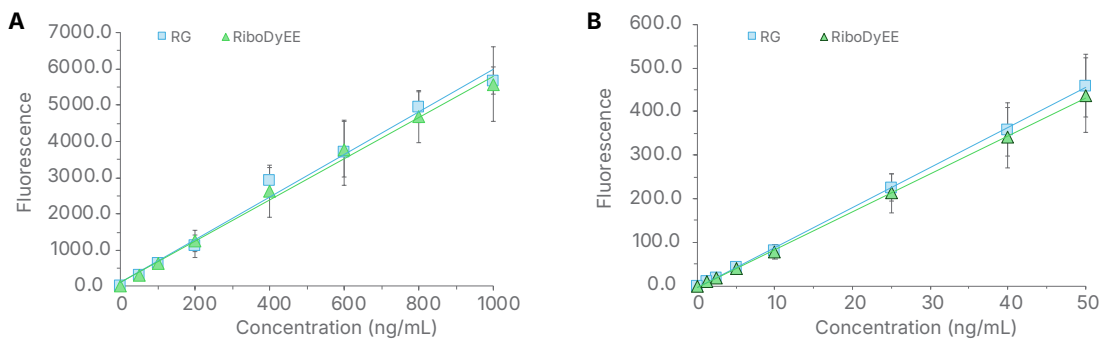 A
7000.0
6000.0
5000.0
4000.0
3000.0
2000.0
1000.0
0.0
Fluorescence
RG
RiboDyEE
0 200 400 600 800 1000
Concentration (ng/mL)
B
600.0
500.0
400.0
300.0
200.0
100.0
0.0
Fluorescence
RG
RiboDyEE
0 10 20 30 40 50
Concentration (ng/mL)